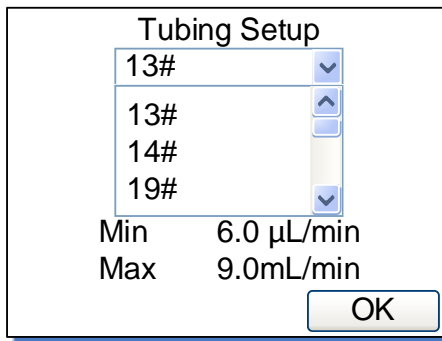 Tubing Setup
13#
13#
14#
19#
Min 6.0 µL/min
Max 9.0mL/min
OK